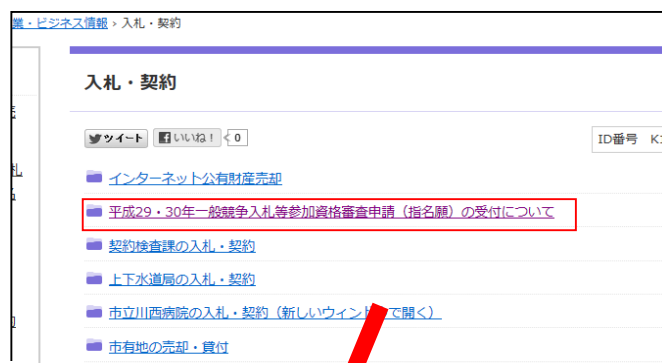 業・ビジネス情報 › 入札・契約
入札・契約
ツイート いいね！ 0
ID番号 K
インターネット公有財産売却
平成29・30年一般競争入札等参加資格審査申請（指名願）の受付について
契約検査課の入札・契約
上下水道局の入札・契約
市立川西病院の入札・契約（新しいウィンドで開く）
市有地の売却・貸付